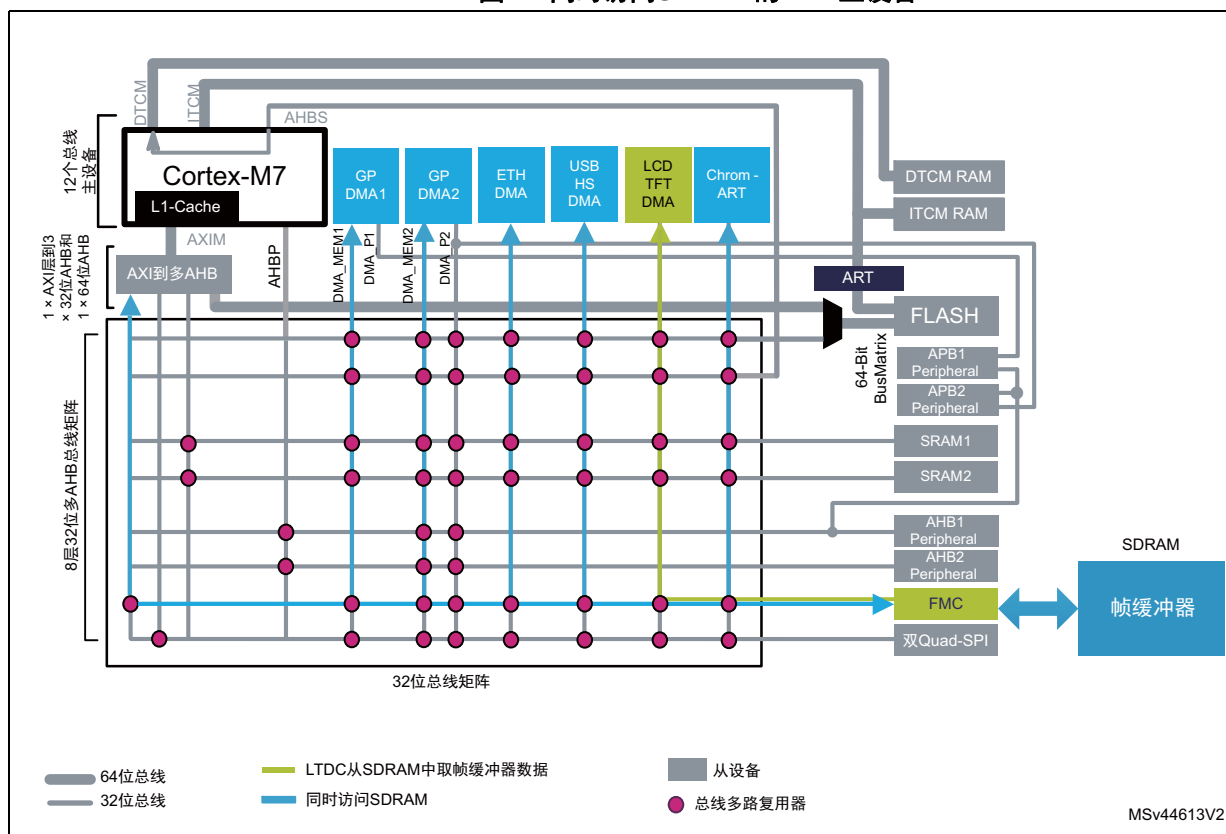 DTCM
ITCM
AHBS
12个总线
主设备
Cortex-M7
L1-Cache
GP
DMA1
GP
DMA2
ETH
DMA
USB
HS
DMA
LCD
TFT
DMA
Chrom-
ART
DTCM RAM
ITCM RAM
AXIM
AHBP
DMA_MEM1
DMA_P1
DMA_MEM2
DMA_P2
1 × AXI层到3
× 32位AHB和
1 × 64位AHB
AXI到多AHB
ART
FLASH
64-Bit
BusMatrix
APB1
Peripheral
APB2
Peripheral
SRAM1
SRAM2
8层32位多AHB总线矩阵
AHB1
Peripheral
AHB2
Peripheral
SDRAM
FMC
帧缓冲器
双Quad-SPI
32位总线矩阵
64位总线
LTDC从SDRAM中取帧缓冲器数据
从设备
32位总线
同时访问SDRAM
总线多路复用器
MSv44613V2